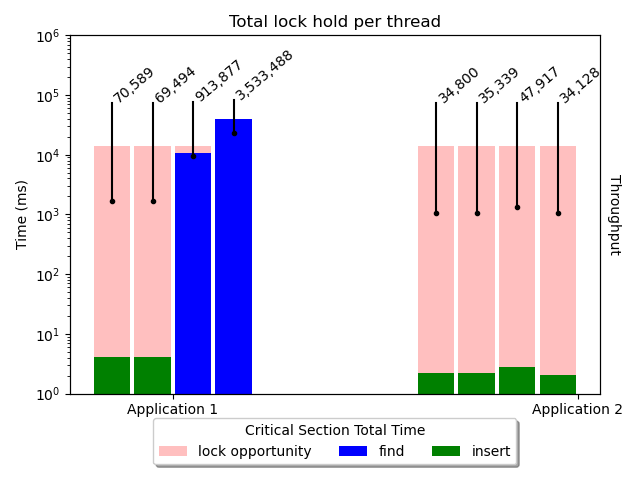 Total lock hold per thread
10^6
10^5
10^4
10^3
10^2
10^1
10^0
Time (ms)
70,589
69,494
913,877
3,533,488
34,800
35,339
47,917
34,128
Throughput
Application 1
Application 2
Critical Section Total Time
lock opportunity find insert